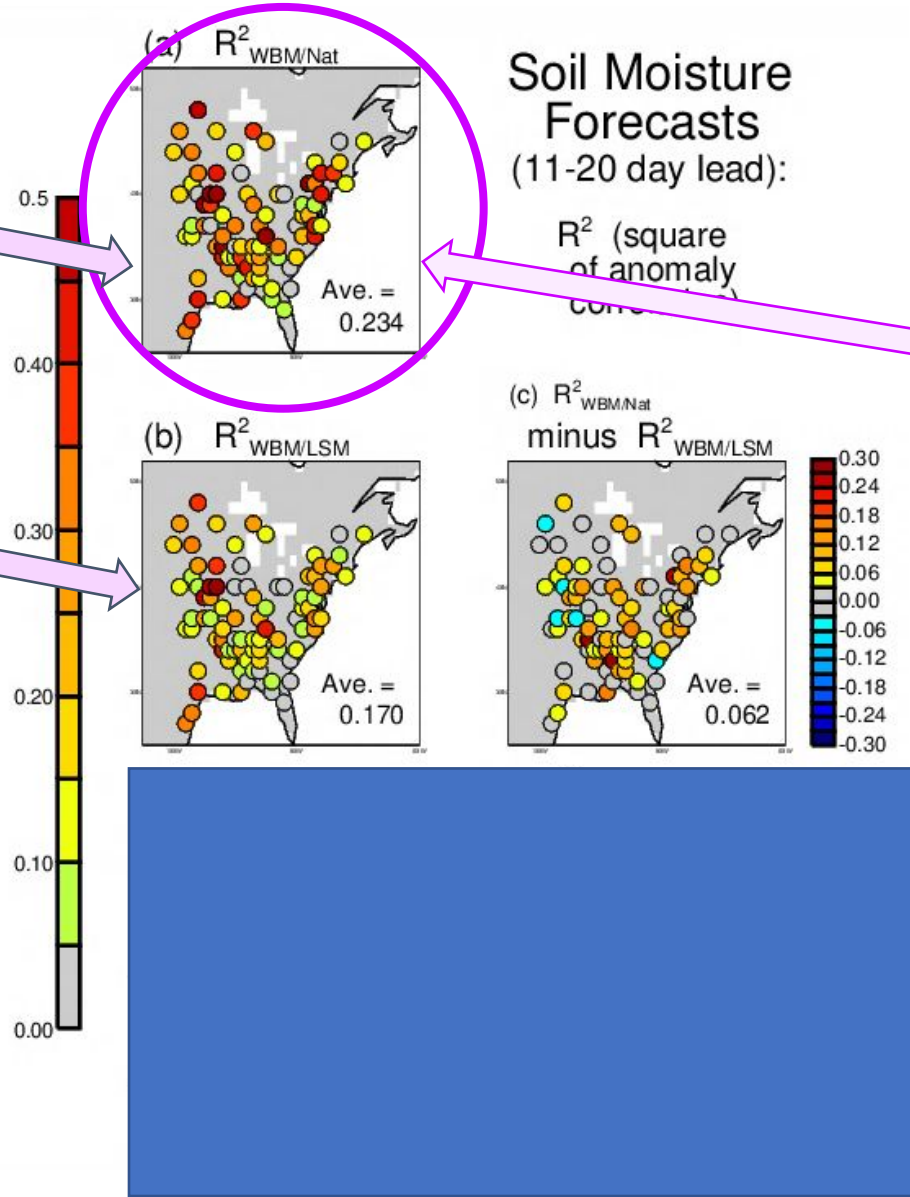 (a) R²WBM/Nat
Soil Moisture
Forecasts
(11-20 day lead):
R² (square
of anomaly
Ave. =
0.234
0.5
0.40
0.30
0.20
0.10
0.00
(b) R²WBM/LSM
Ave. =
0.170
(c) R²WBM/Nat
minus R²WBM/LSM
Ave. =
0.062
0.30
0.24
0.18
0.12
0.06
0.00
-0.06
-0.12
-0.18
-0.24
-0.30